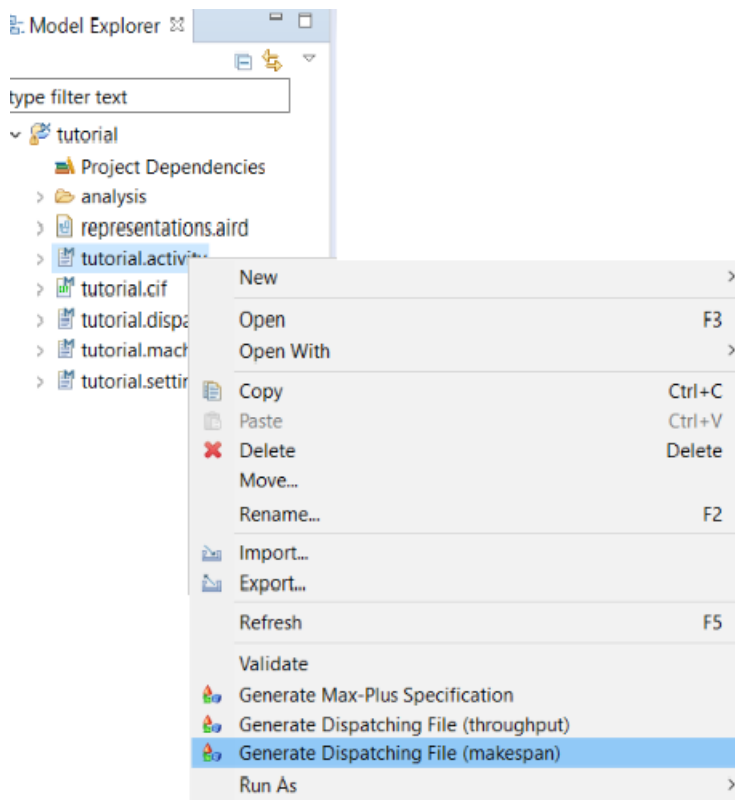 Model Explorer
type filter text
tutorial
Project Dependencies
analysis
representations.aird
tutorial.activity
tutorial.cif
tutorial.dispa
tutorial.mach
tutorial.settin
New
Open F3
Open With
Copy Ctrl+C
Paste Ctrl+V
Delete Delete
Move...
Rename... F2
Import...
Export...
Refresh F5
Validate
Generate Max-Plus Specification
Generate Dispatching File (throughput)
Generate Dispatching File (makespan)
Run As